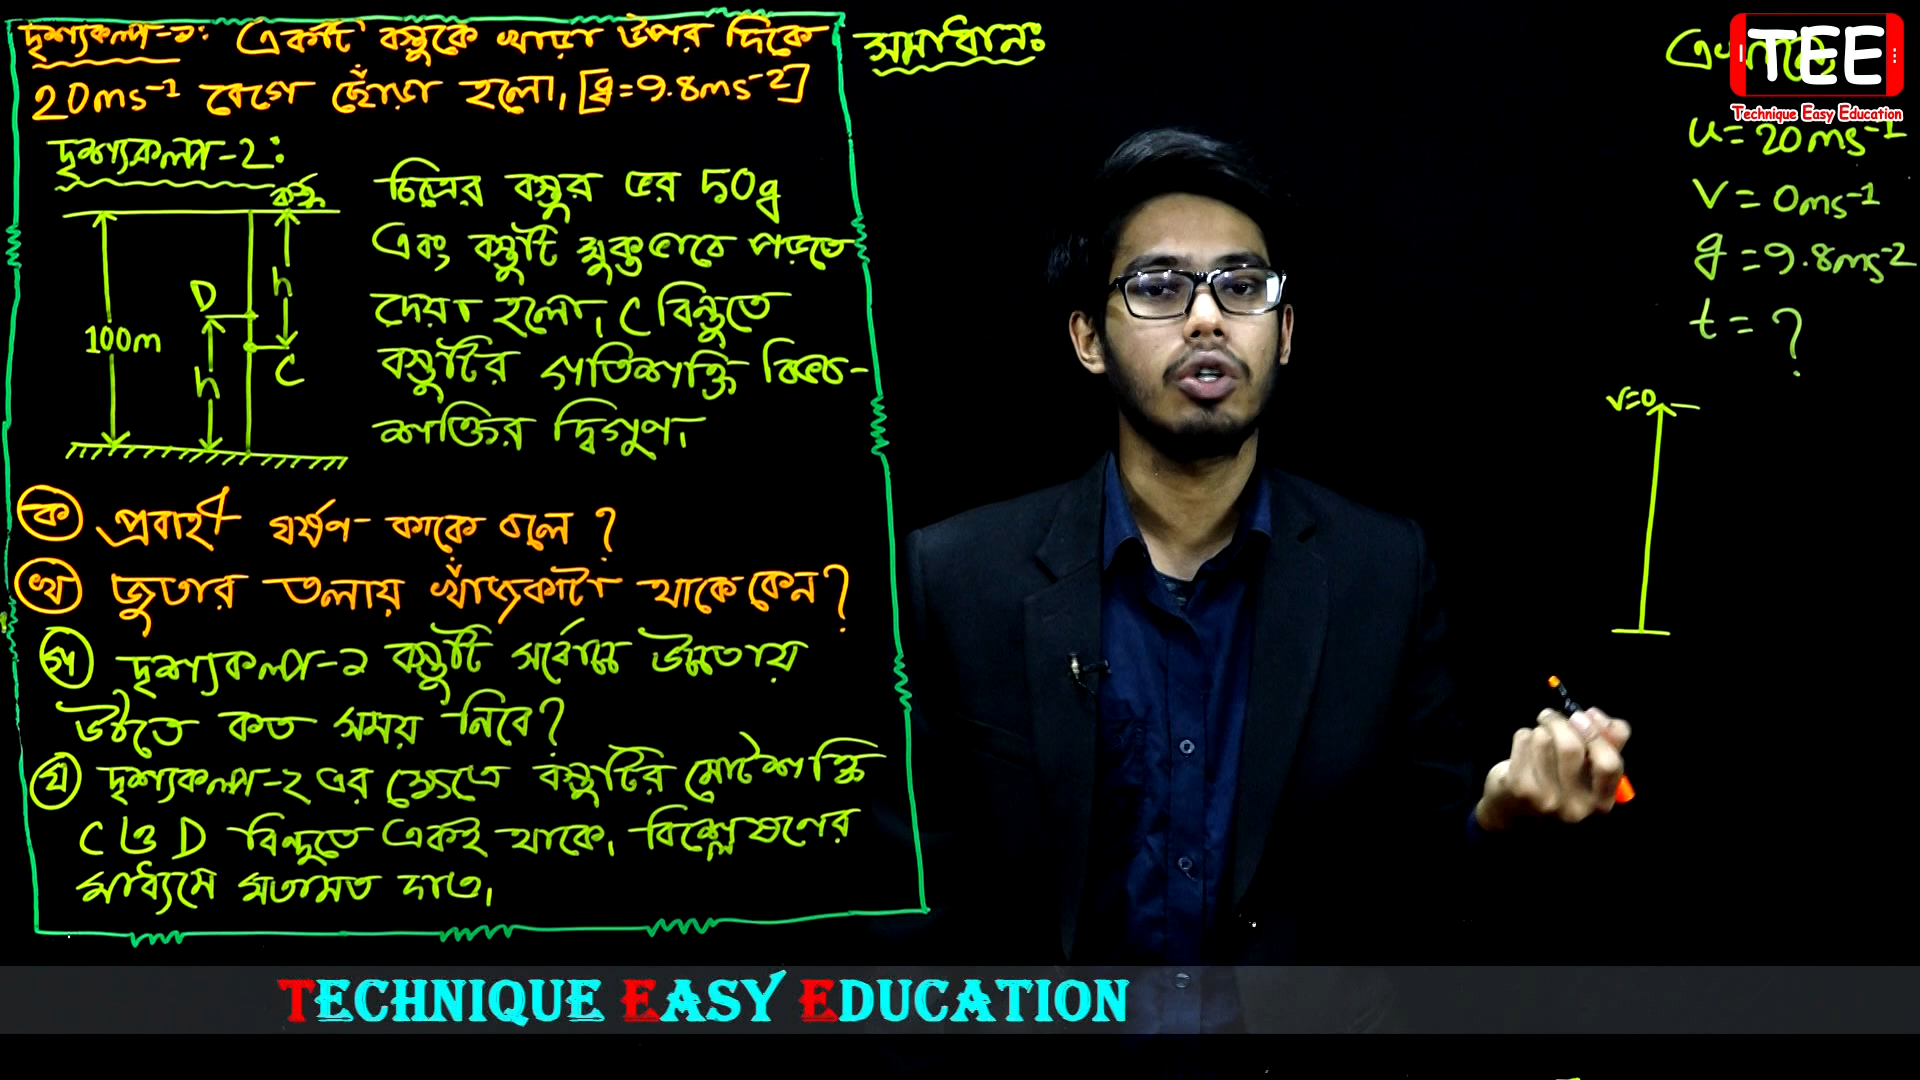 দৃশ্যকল্প-১: একটি বস্তুকে খাড়া উপর দিকে
20ms⁻¹ বেগে ছোঁড়া হলো। [g=9.8ms⁻²]
দৃশ্যকল্প-2:
বস্তু
চিত্রের বস্তুর ভর 50g
এবং বস্তুটি মুক্তভাবে পড়তে
দেয়া হলো। C বিন্দুতে
বস্তুটির গতিশক্তি বিভব-
শক্তির দ্বিগুণ।
D
h
100m
h
C
ক প্রবাহী ঘর্ষণ কাকে বলে?
খ জুতার তলায় খাঁজকাটা থাকে কেন?
গ দৃশ্যকল্প-১ বস্তুটি সর্বোচ্চ উচ্চতায়
উঠতে কত সময় নিবে?
ঘ দৃশ্যকল্প-২ এর ক্ষেত্রে বস্তুটির মোটশক্তি
C ও D বিন্দুতে একই থাকে। বিশ্লেষণের
মাধ্যমে মতামত দাও।
সমাধানঃ
TEE
Technique Easy Education
u=20ms⁻¹
v=0ms⁻¹
g=9.8ms⁻²
t=?
v=0
TECHNIQUE EASY EDUCATION